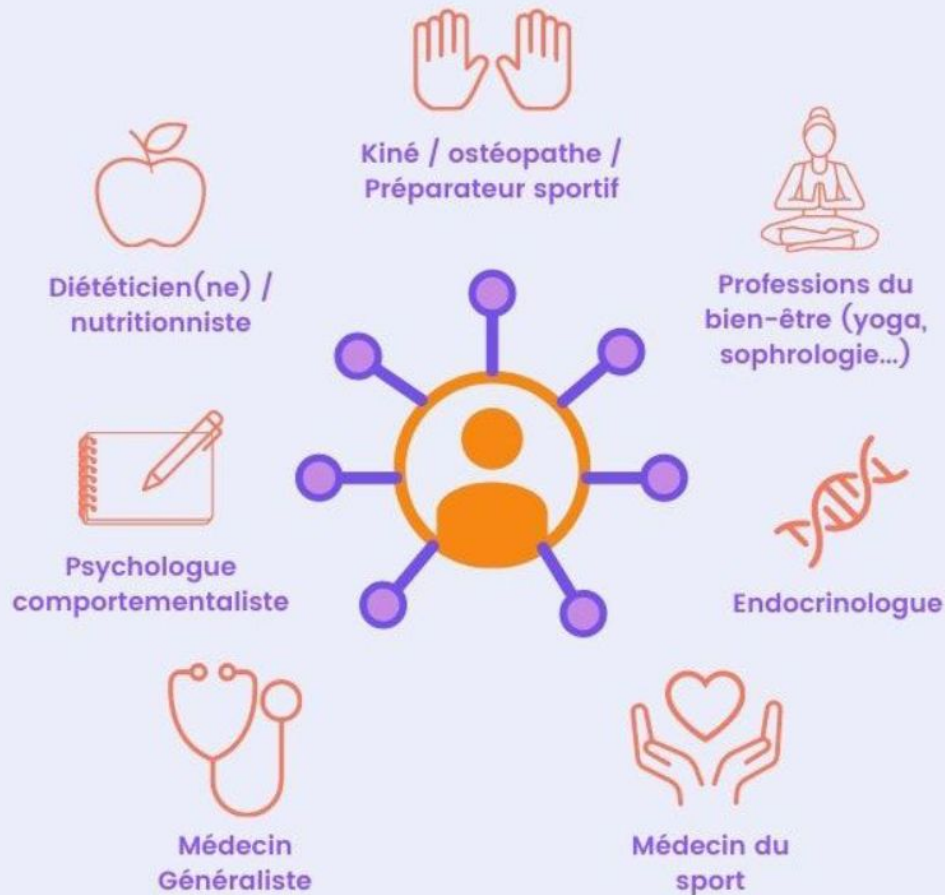 Kiné / ostéopathe /
Préparateur sportif
Diététicien(ne) /
nutritionniste
Professions du
bien-être (yoga,
sophrologie...)
Psychologue
comportementaliste
Endocrinologue
Médecin
Généraliste
Médecin du
sport